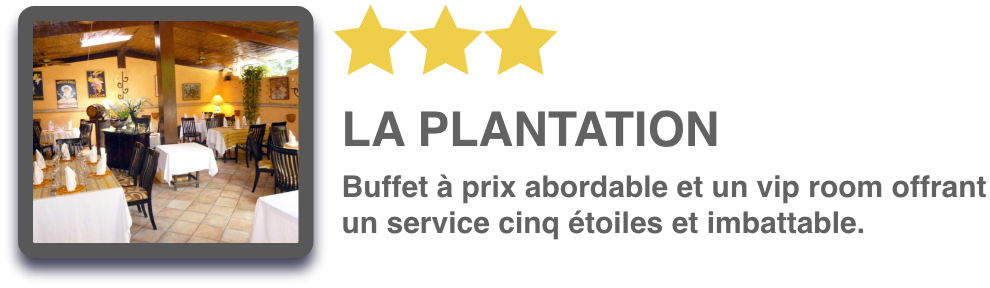 LA PLANTATION
Buffet à prix abordable et un vip room offrant
un service cinq étoiles et imbattable.